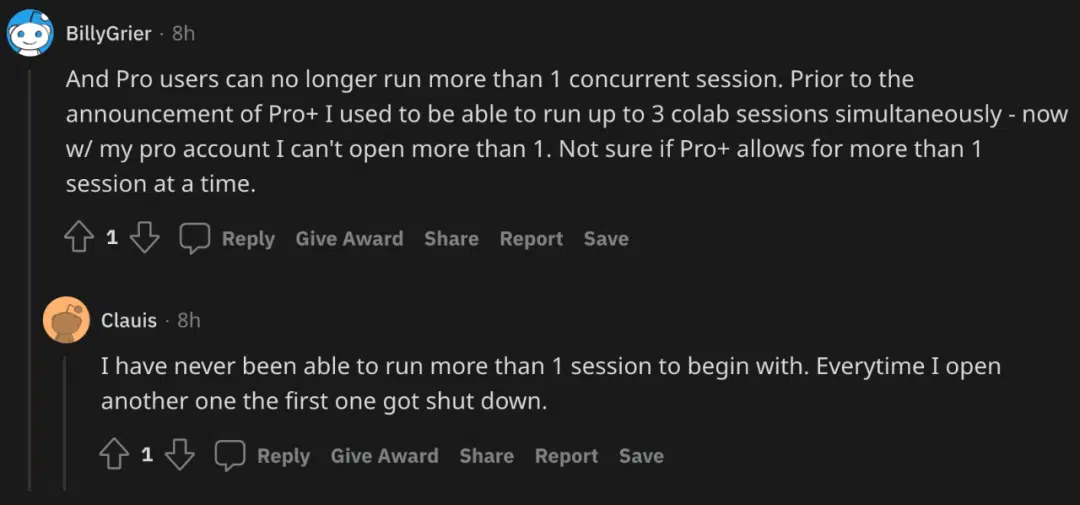 BillyGrier · 8h
And Pro users can no longer run more than 1 concurrent session. Prior to the
announcement of Pro+ I used to be able to run up to 3 colab sessions simultaneously - now
w/ my pro account I can't open more than 1. Not sure if Pro+ allows for more than 1
session at a time.
1 Reply Give Award Share Report Save
Clauis · 8h
I have never been able to run more than 1 session to begin with. Everytime I open
another one the first one got shut down.
1 Reply Give Award Share Report Save